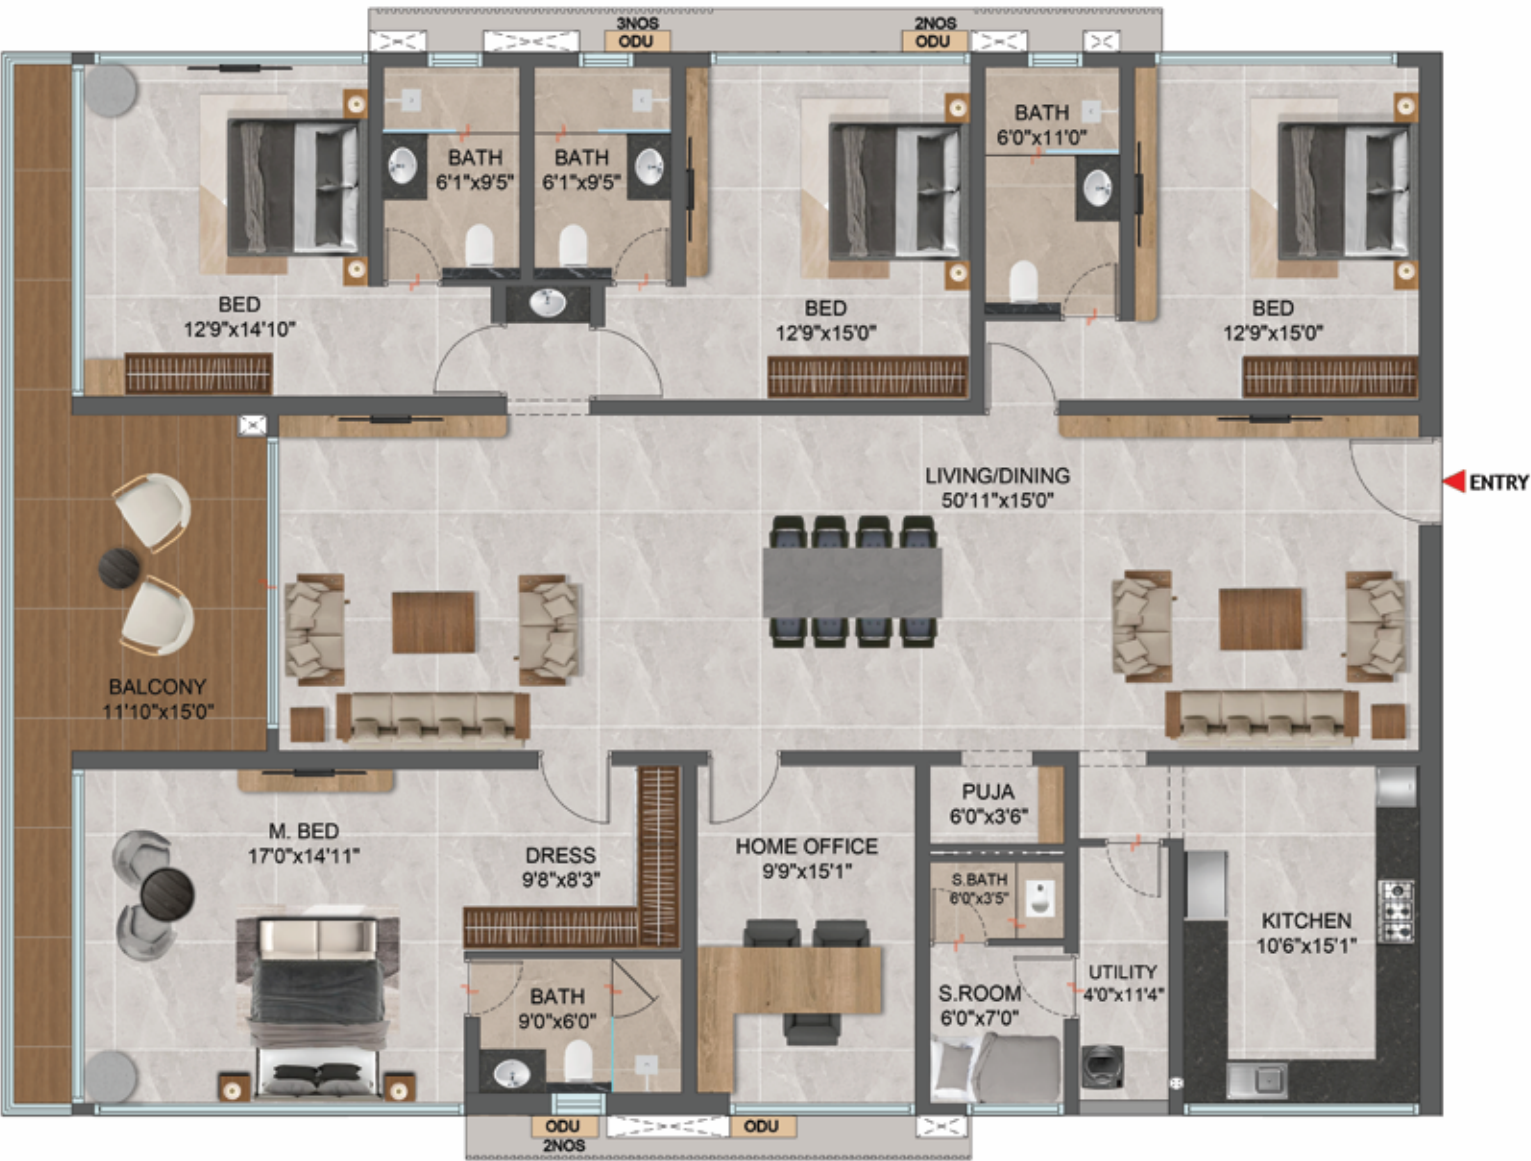 3NOS
ODU
2NOS
ODU
BATH
6'1"x9'5"
BATH
6'1"x9'5"
BATH
6'0"x11'0"
BED
12'9"x14'10"
BED
12'9"x15'0"
BED
12'9"x15'0"
LIVING/DINING
50'11"x15'0"
ENTRY
BALCONY
11'10"x15'0"
M. BED
17'0"x14'11"
DRESS
9'8"x8'3"
HOME OFFICE
9'9"x15'1"
PUJA
6'0"x3'6"
S.BATH
6'0"x3'5"
KITCHEN
10'6"x15'1"
BATH
9'0"x6'0"
S.ROOM
6'0"x7'0"
UTILITY
4'0"x11'4"
ODU
2NOS
ODU